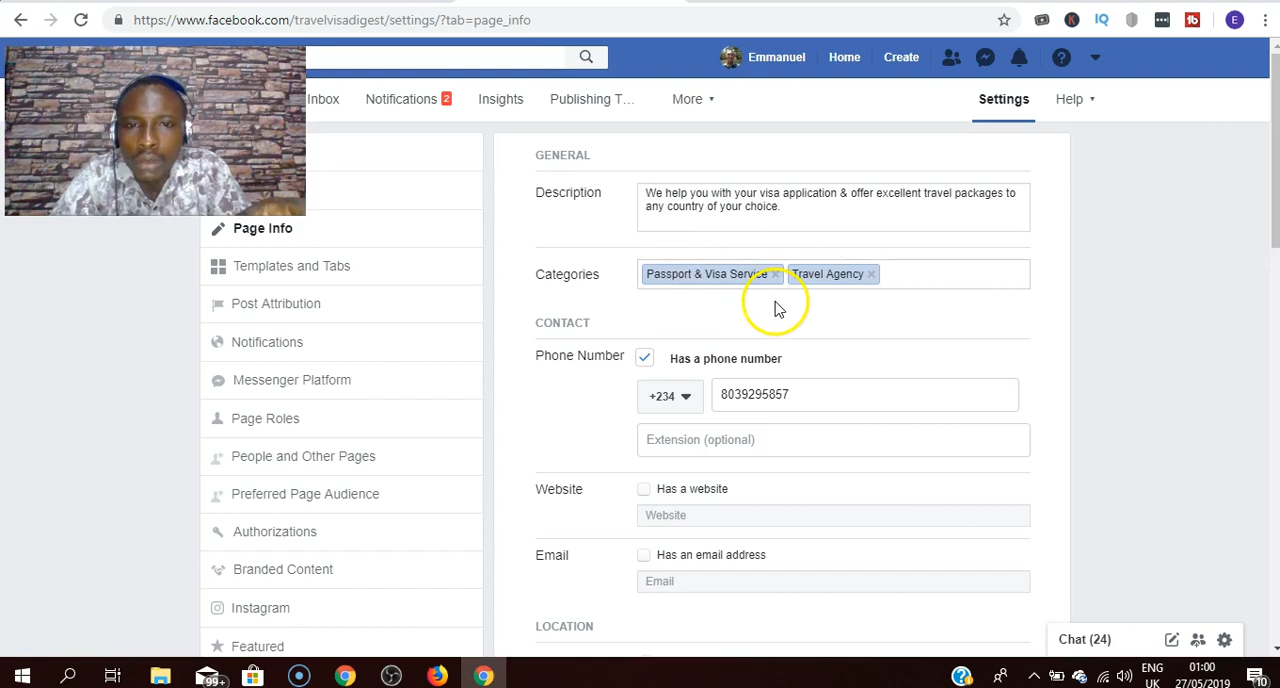 https://www.facebook.com/travelvisadigest/settings/?tab=page_info
K
IQ
tb
E
Emmanuel
Home
Create
Inbox
Notifications 2
Insights
Publishing T...
More
Settings
Help
Page Info
Templates and Tabs
Post Attribution
Notifications
Messenger Platform
Page Roles
People and Other Pages
Preferred Page Audience
Authorizations
Branded Content
Instagram
Featured
GENERAL
Description
We help you with your visa application & offer excellent travel packages to
any country of your choice.
Categories
Passport & Visa Service × Travel Agency ×
CONTACT
Phone Number
Has a phone number
+234
8039295857
Extension (optional)
Website
Has a website
Website
Email
Has an email address
Email
LOCATION
Chat (24)
99+
ENG
UK
01:00
27/05/2019
10